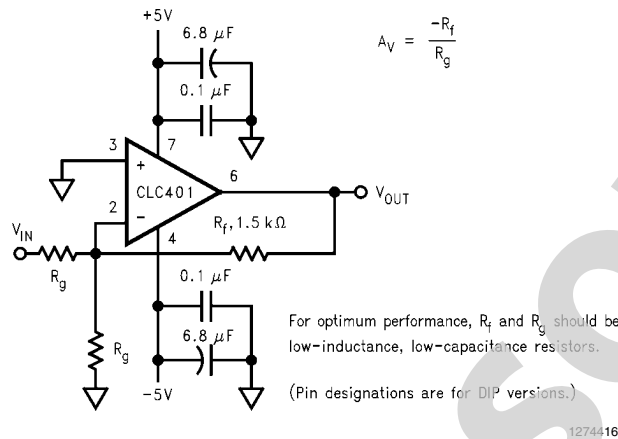 +5V
6.8 μF
0.1 μF
A_V = -R_f / R_g
3
7
+
CLC401
6
V_OUT
2
-
4
R_f, 1.5 kΩ
V_IN
R_g
0.1 μF
6.8 μF
R_g
-5V
For optimum performance, R_f and R_g should be
low-inductance, low-capacitance resistors.
(Pin designations are for DIP versions.)
1274416